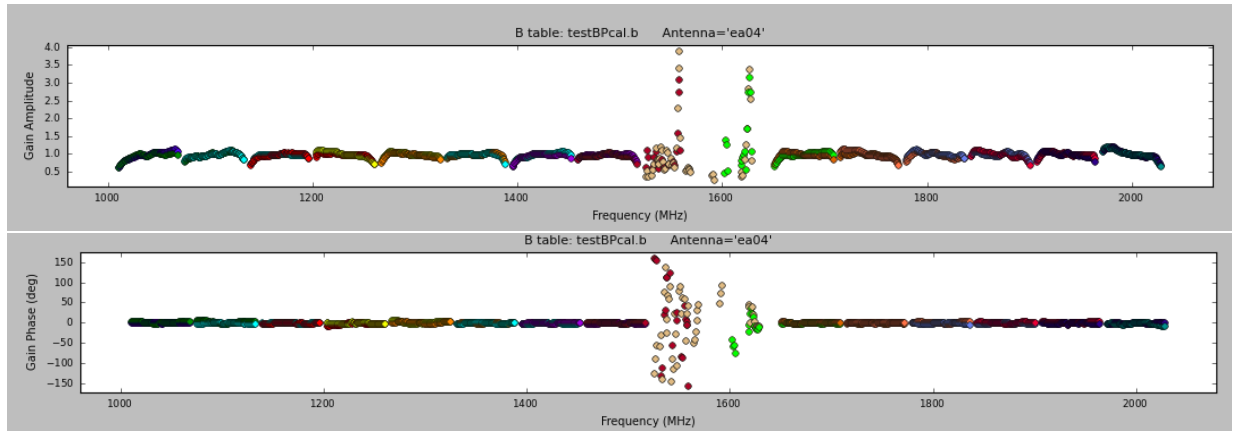 B table: testBPcal.b Antenna='ea04'
Gain Amplitude
4.0
3.5
3.0
2.5
2.0
1.5
1.0
0.5
1000 1200 1400 1600 1800 2000
Frequency (MHz)
B table: testBPcal.b Antenna='ea04'
Gain Phase (deg)
150
100
50
0
−50
−100
−150
1000 1200 1400 1600 1800 2000
Frequency (MHz)